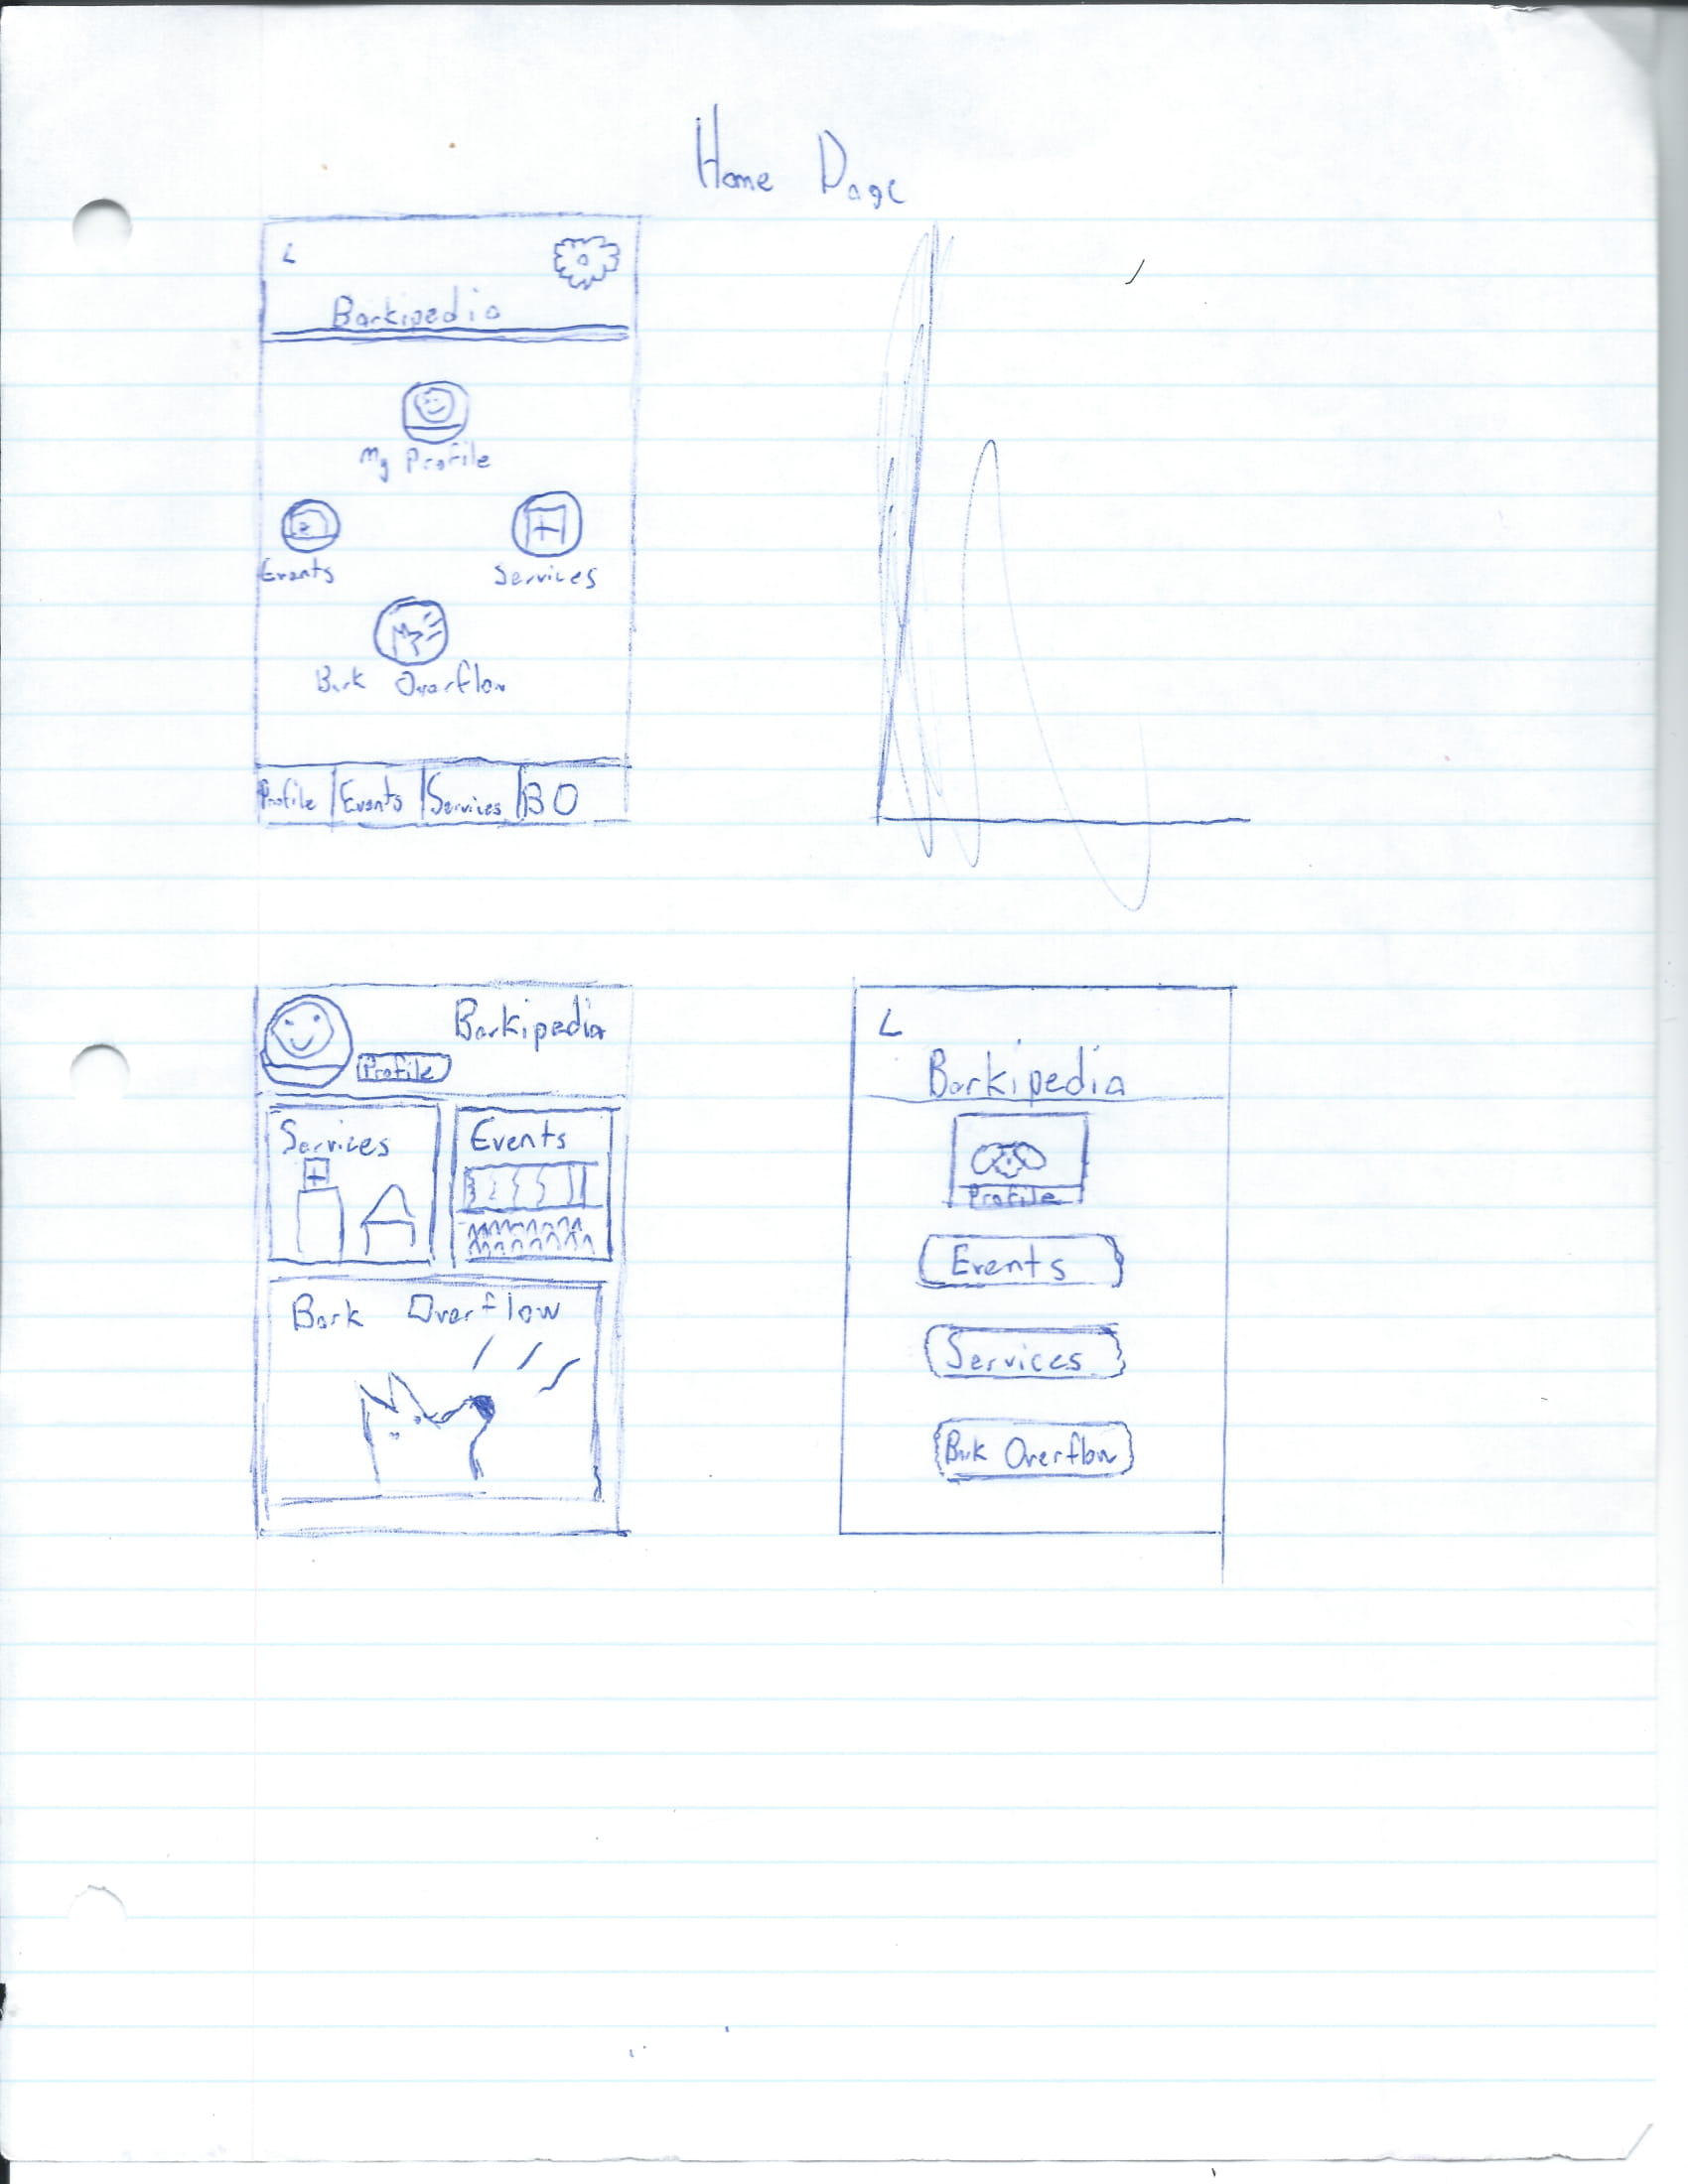 Home Page
<
Barkipedia
My Profile
Events
Services
Bark Overflow
Profile Events Services BO
Barkipedia
Profile
Services
Events
Bark Overflow
<
Barkipedia
Profile
Events
Services
Bark Overflow